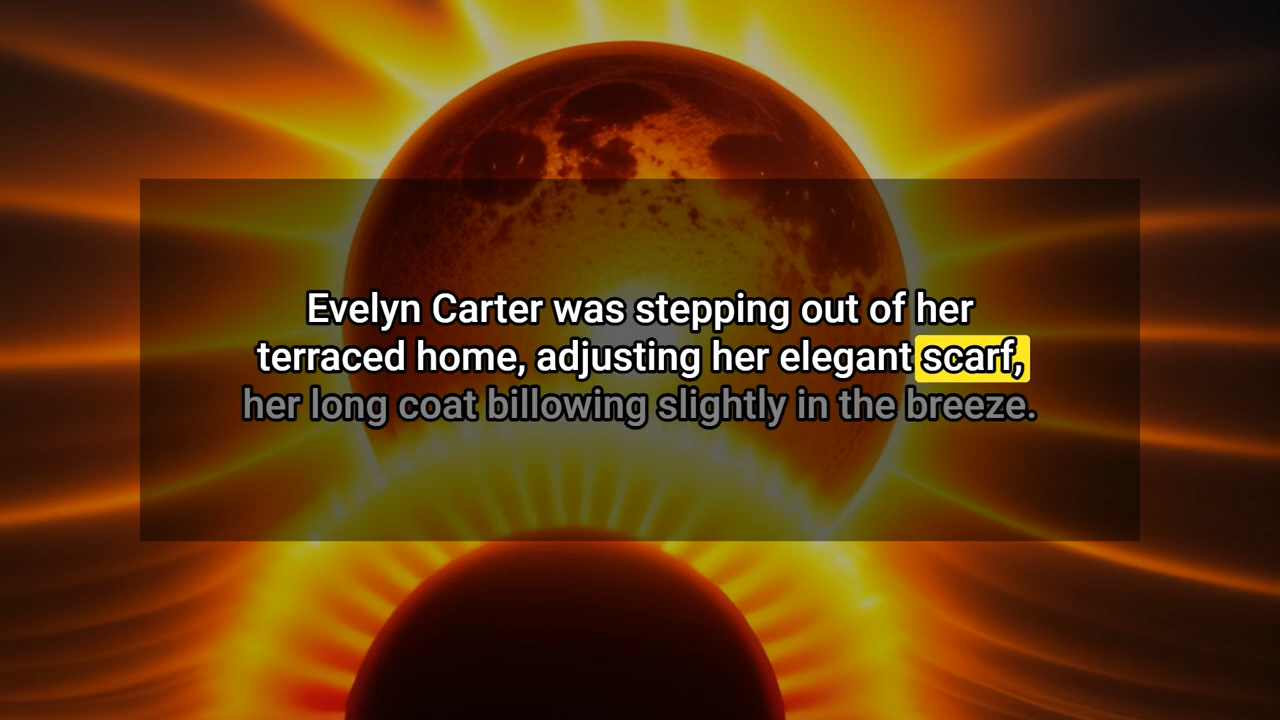 Evelyn Carter was stepping out of her
terraced home, adjusting her elegant scarf,
her long coat billowing slightly in the breeze.